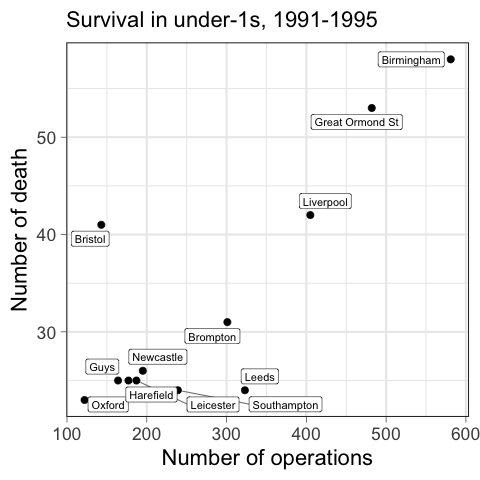 Survival in under-1s, 1991-1995
Birmingham
Great Ormond St
50
Liverpool
Number of death
40
Bristol
Brompton
30
Newcastle
Guys
Leeds
Harefield
Oxford
Leicester
Southampton
100 200 300 400 500 600
Number of operations